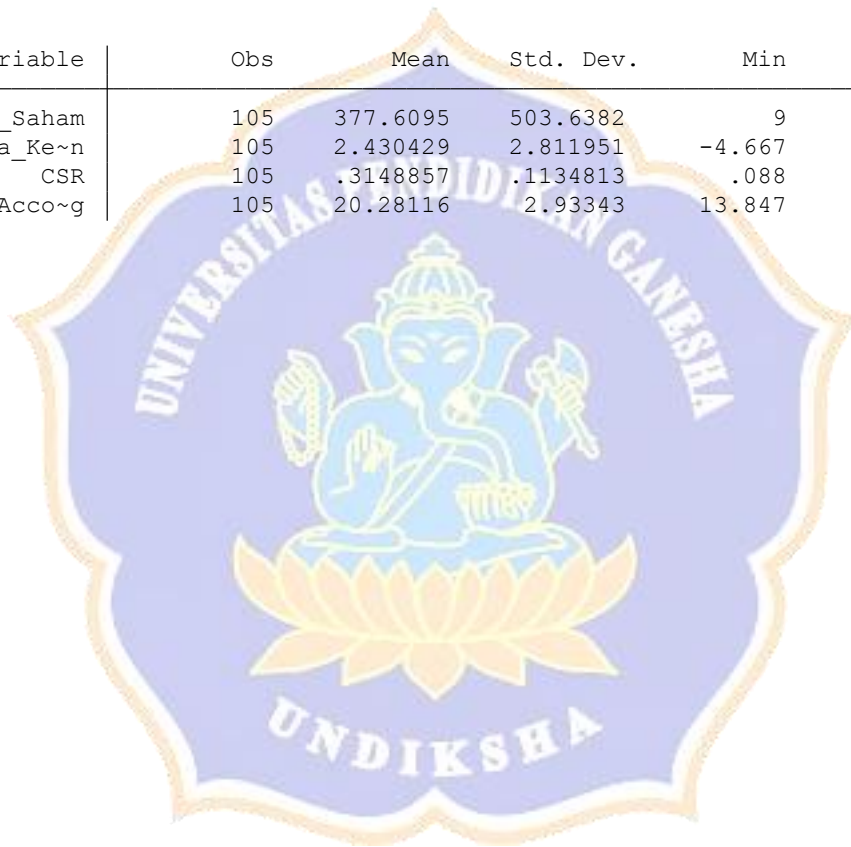 riable Obs Mean Std. Dev. Min
_Saham 105 377.6095 503.6382 9
a_Ke~n 105 2.430429 2.811951 -4.667
CSR 105 .3148857 .1134813 .088
Acco~g 105 20.28116 2.93343 13.847
UNIVERSITAS PENDIDIKAN GANESHA
UNDIKSHA